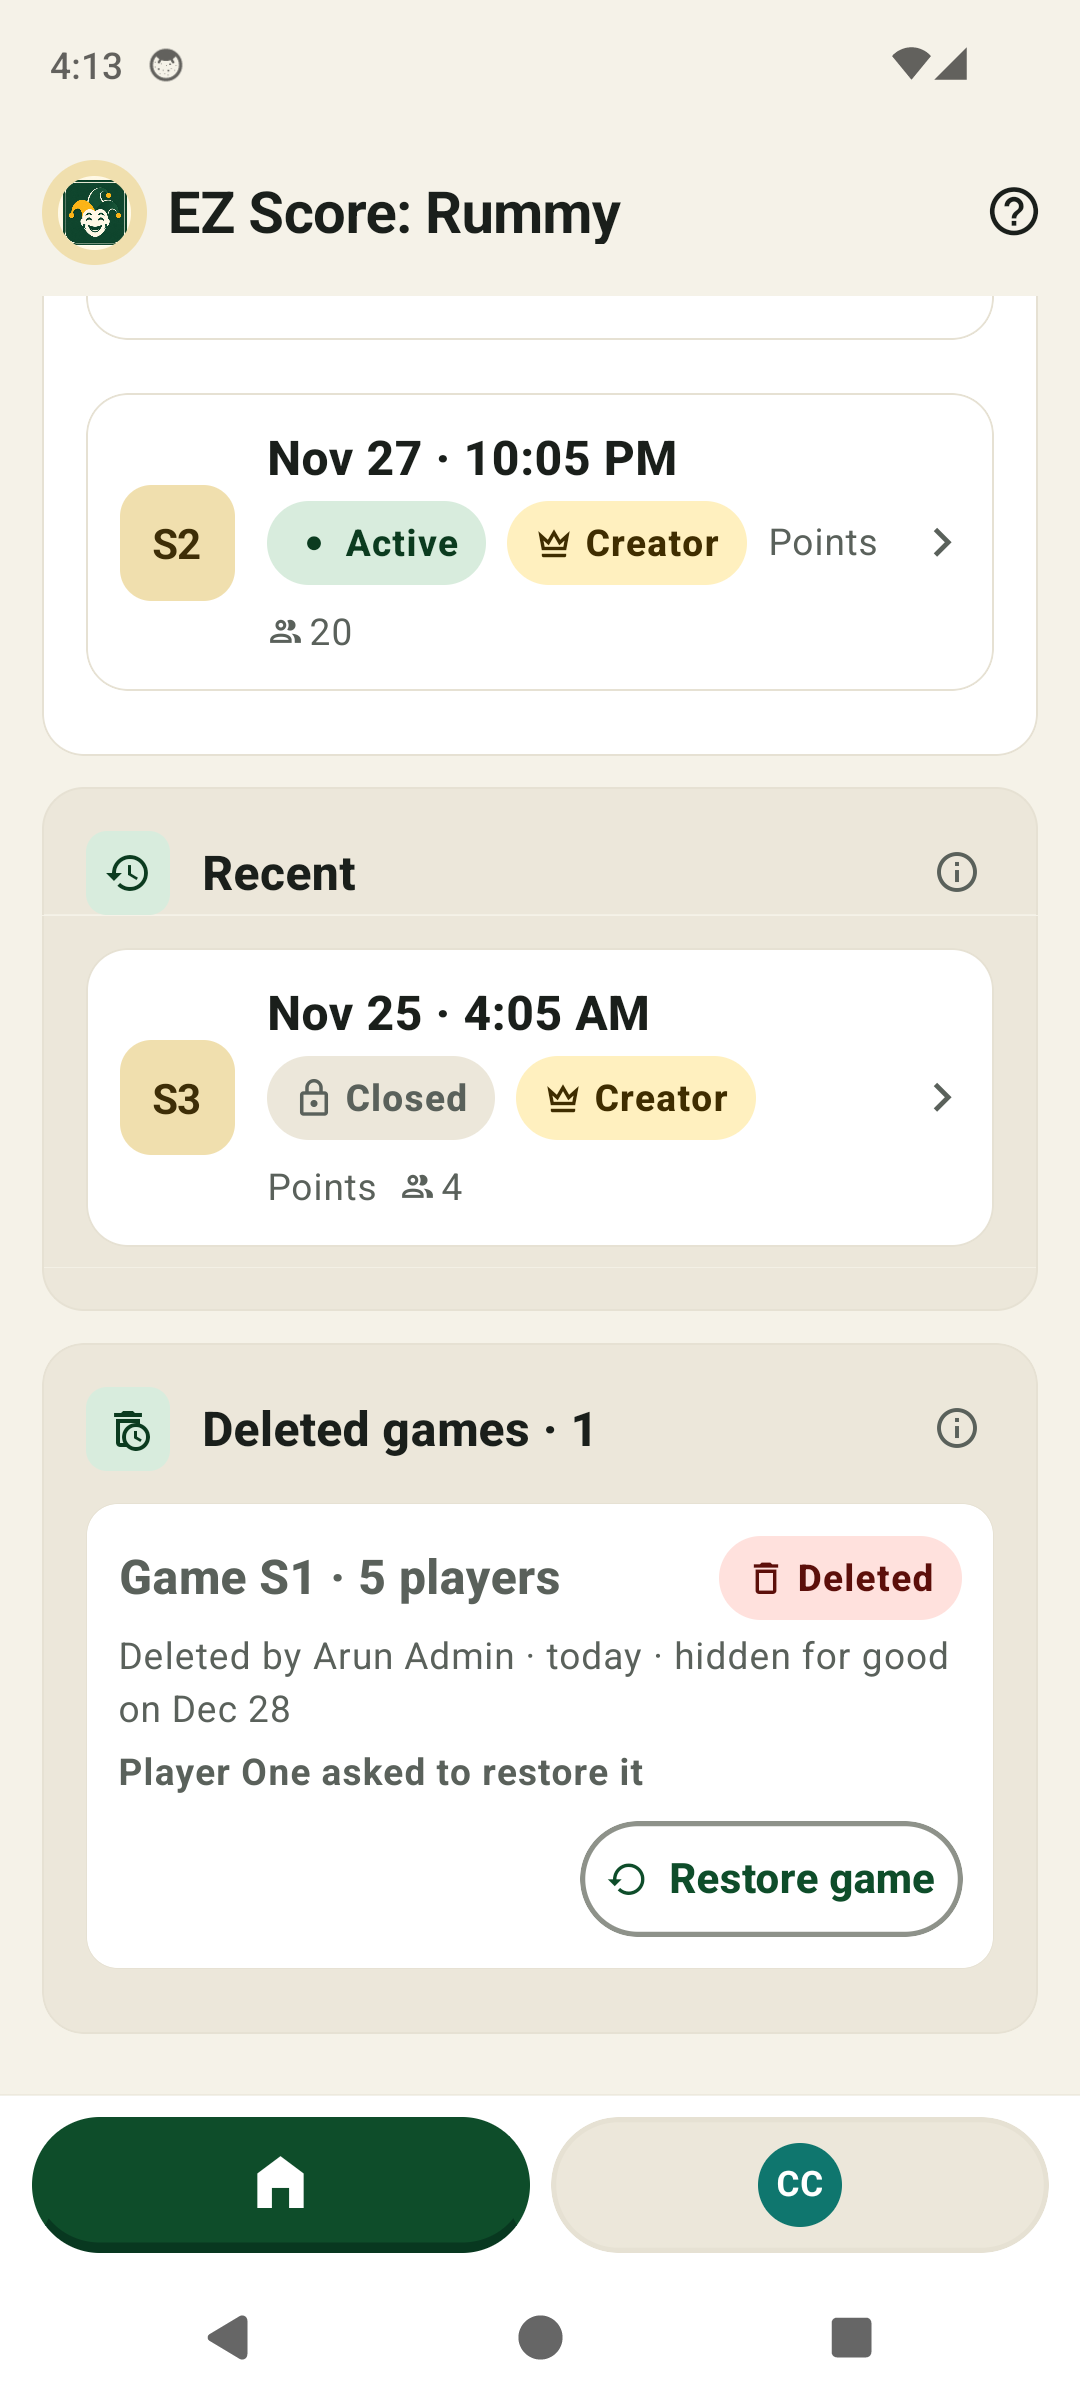 4:13
EZ Score: Rummy
Nov 27 · 10:05 PM
S2
Active
Creator
Points
20
Recent
Nov 25 · 4:05 AM
S3
Closed
Creator
Points
4
Deleted games · 1
Game S1 · 5 players
Deleted
Deleted by Arun Admin · today · hidden for good
on Dec 28
Player One asked to restore it
Restore game
CC